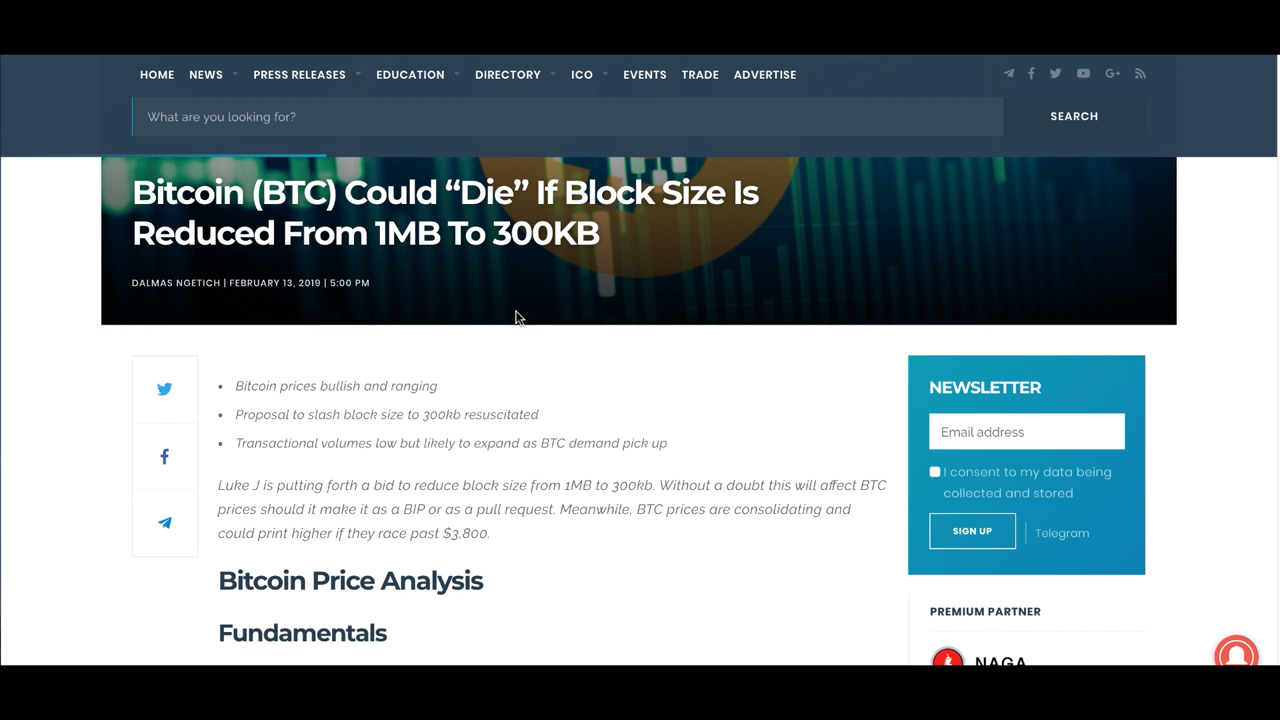 HOME NEWS PRESS RELEASES EDUCATION DIRECTORY ICO EVENTS TRADE ADVERTISE
What are you looking for? SEARCH
Bitcoin (BTC) Could “Die” If Block Size Is
Reduced From 1MB To 300KB
DALMAS NGETICH | FEBRUARY 13, 2019 | 5:00 PM
• Bitcoin prices bullish and ranging
• Proposal to slash block size to 300kb resuscitated
• Transactional volumes low but likely to expand as BTC demand pick up
Luke J is putting forth a bid to reduce block size from 1MB to 300kb. Without a doubt this will affect BTC
prices should it make it as a BIP or as a pull request. Meanwhile, BTC prices are consolidating and
could print higher if they race past $3,800.
Bitcoin Price Analysis
Fundamentals
NEWSLETTER
Email address
I consent to my data being
collected and stored
SIGN UP Telegram
PREMIUM PARTNER
NAGA